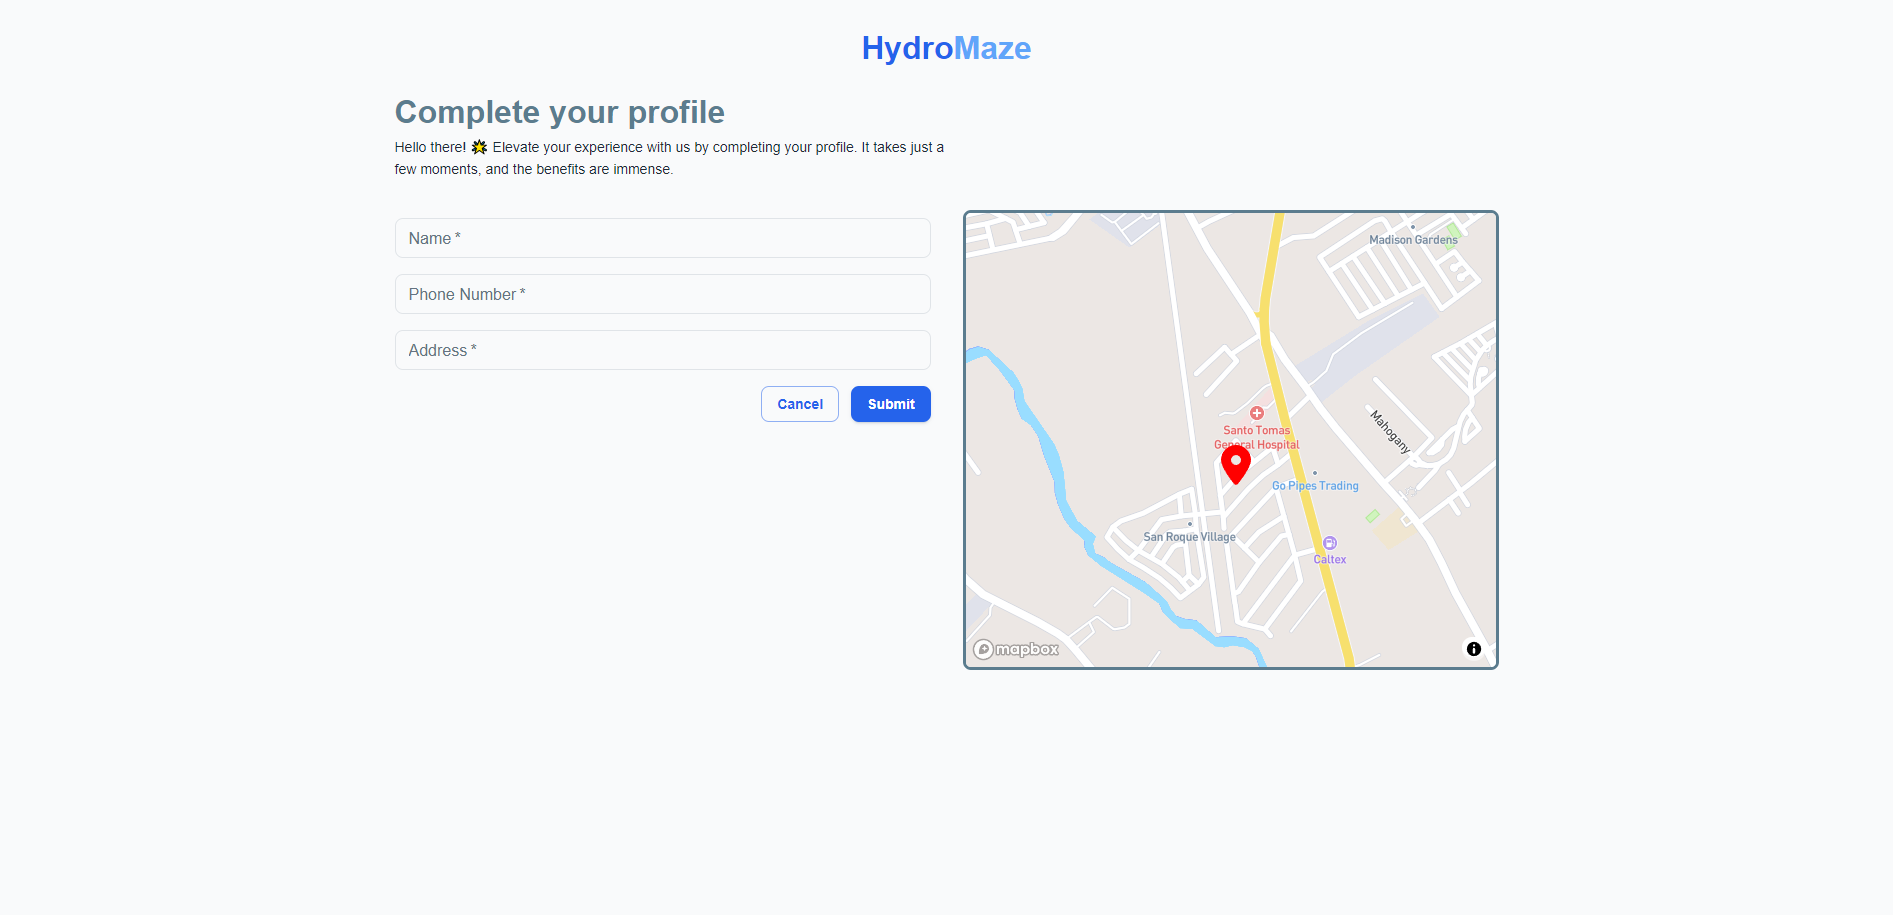 HydroMaze
Complete your profile
Hello there! 🌟 Elevate your experience with us by completing your profile. It takes just a
few moments, and the benefits are immense.
Name *
Phone Number *
Address *
Cancel
Submit
Madison Gardens
Mahogany
Santo Tomas
General Hospital
Go Pipes Trading
San Roque Village
Caltex
mapbox